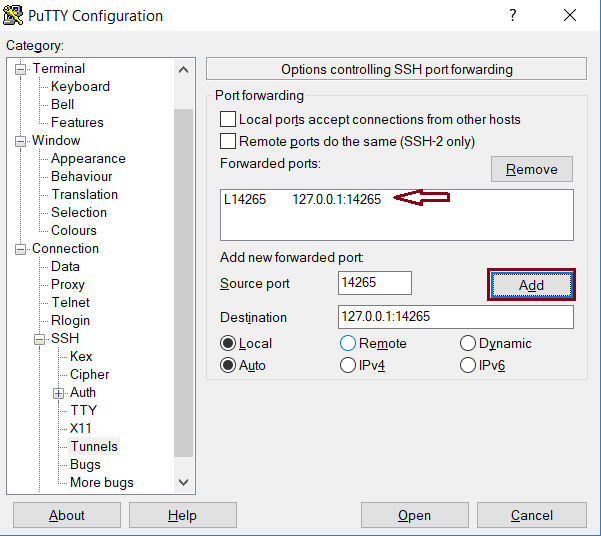 PuTTY Configuration
?
Category:
Terminal
Keyboard
Bell
Features
Window
Appearance
Behaviour
Translation
Selection
Colours
Connection
Data
Proxy
Telnet
Rlogin
SSH
Kex
Cipher
Auth
TTY
X11
Tunnels
Bugs
More bugs
Options controlling SSH port forwarding
Port forwarding
Local ports accept connections from other hosts
Remote ports do the same (SSH-2 only)
Forwarded ports:
Remove
L14265 127.0.0.1:14265
Add new forwarded port:
Source port 14265 Add
Destination 127.0.0.1:14265
Local Remote Dynamic
Auto IPv4 IPv6
About Help Open Cancel